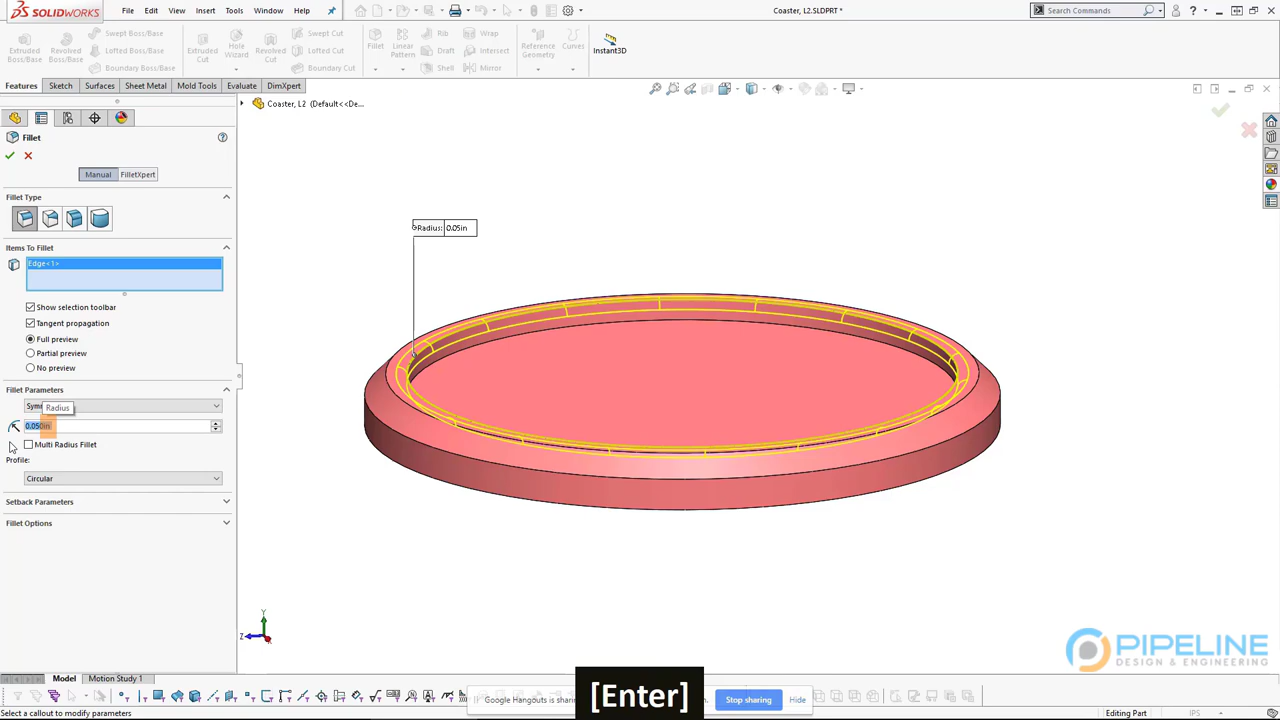 SOLIDWORKS
File Edit View Insert Tools Window Help
Coaster, L2.SLDPRT *
Search Commands
Extruded Boss/Base
Revolved Boss/Base
Swept Boss/Base
Lofted Boss/Base
Boundary Boss/Base
Extruded Cut
Hole Wizard
Revolved Cut
Swept Cut
Lofted Cut
Boundary Cut
Fillet
Linear Pattern
Rib
Draft
Shell
Wrap
Intersect
Mirror
Reference Geometry
Curves
Instant3D
Features Sketch Surfaces Sheet Metal Mold Tools Evaluate DimXpert
Coaster, L2 (Default<<De...
Fillet
Manual FilletXpert
Fillet Type
Items To Fillet
Edge<1>
Show selection toolbar
Tangent propagation
Full preview
Partial preview
No preview
Fillet Parameters
Symm
Radius
0.050in
Multi Radius Fillet
Profile:
Circular
Setback Parameters
Fillet Options
Radius: 0.05in
Y
Z
PIPELINE
DESIGN & ENGINEERING
[Enter]
Model Motion Study 1
Google Hangouts is sharing
Stop sharing
Hide
Select a callout to modify parameters
Editing Part
IPS